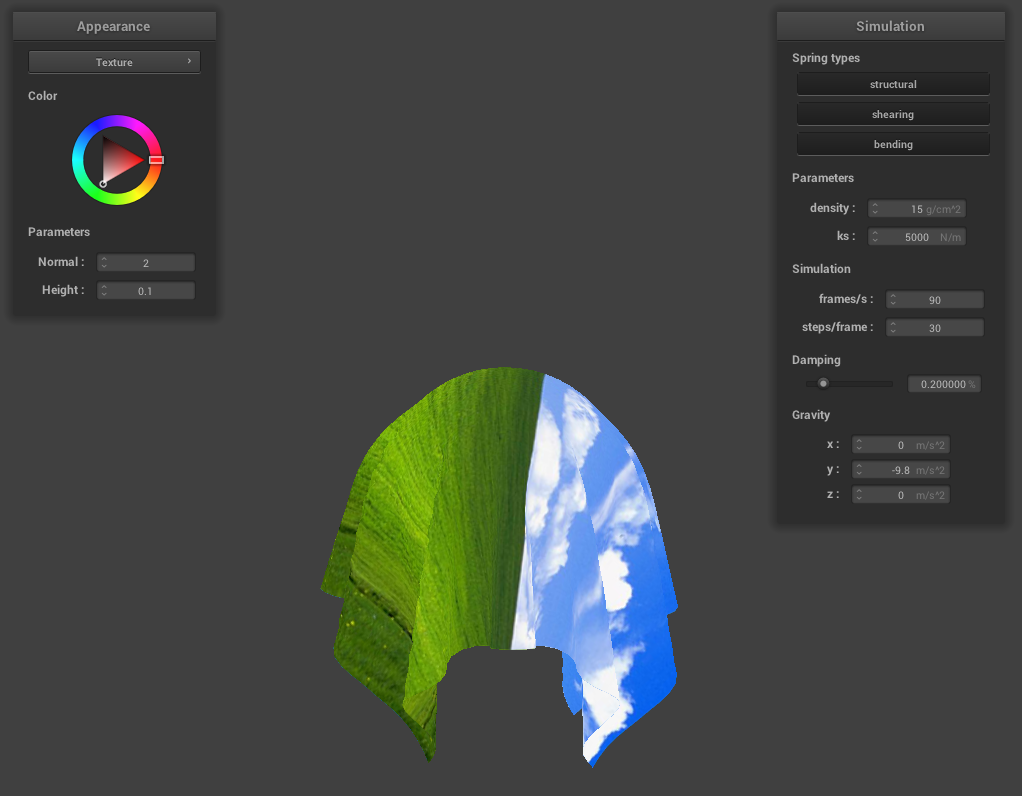 Appearance
Texture
Color
Parameters
Normal : 2
Height : 0.1
Simulation
Spring types
structural
shearing
bending
Parameters
density : 15 g/cm^2
ks : 5000 N/m
Simulation
frames/s : 90
steps/frame : 30
Damping
0.200000 %
Gravity
x : 0 m/s^2
y : -9.8 m/s^2
z : 0 m/s^2